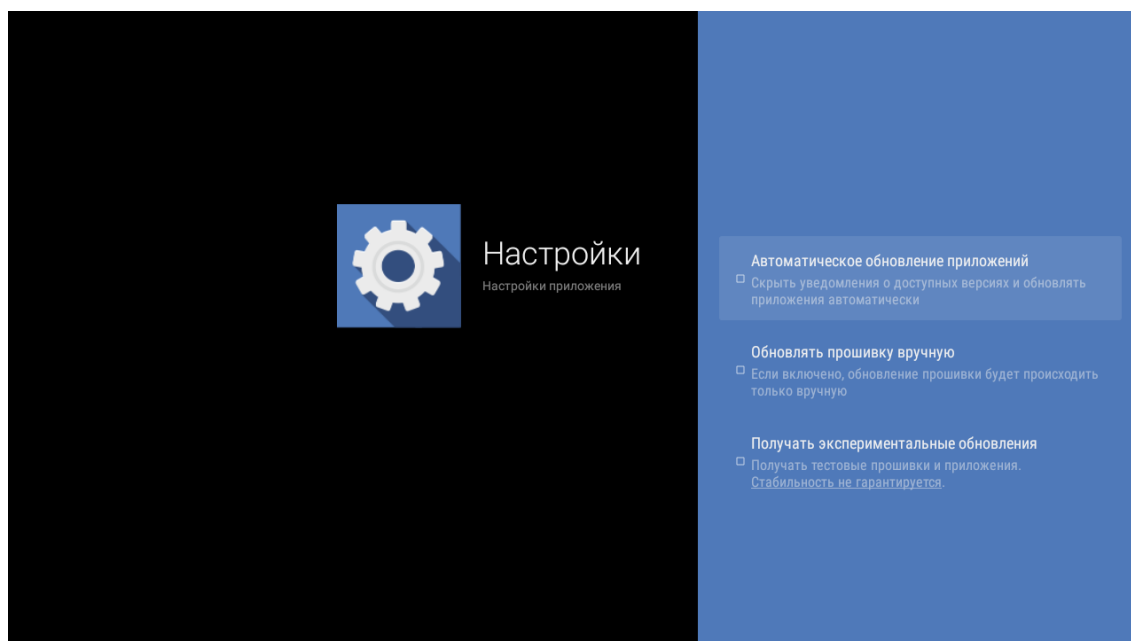 Настройки
Настройки приложения
Автоматическое обновление приложений
Скрыть уведомления о доступных версиях и обновлять
приложения автоматически
Обновлять прошивку вручную
Если включено, обновление прошивки будет происходить
только вручную
Получать экспериментальные обновления
Получать тестовые прошивки и приложения.
Стабильность не гарантируется.